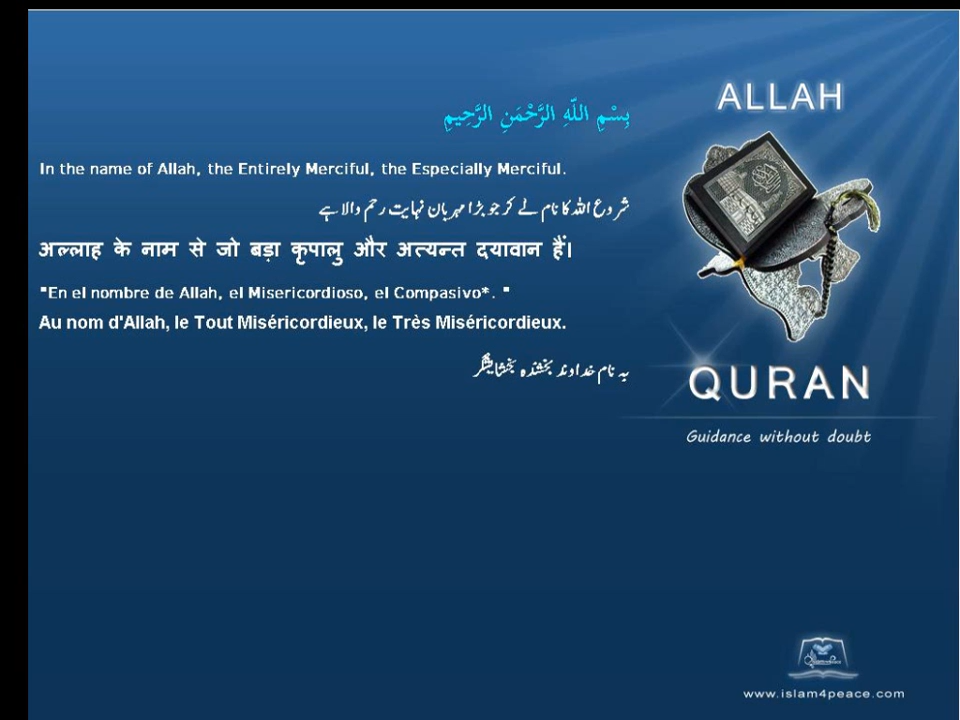 بِسْمِ اللَّهِ الرَّحْمَنِ الرَّحِيمِ
In the name of Allah, the Entirely Merciful, the Especially Merciful.
شروع الله کا نام لے کر جو بڑا مہربان نہایت رحم والا ہے
अल्लाह के नाम से जो बड़ा कृपालु और अत्यन्त दयावान हैं।
"En el nombre de Allah, el Misericordioso, el Compasivo*. "
Au nom d'Allah, le Tout Miséricordieux, le Très Miséricordieux.
به نام خداوند بخشنده بخشایشگر
ALLAH
QURAN
Guidance without doubt
www.islam4peace.com